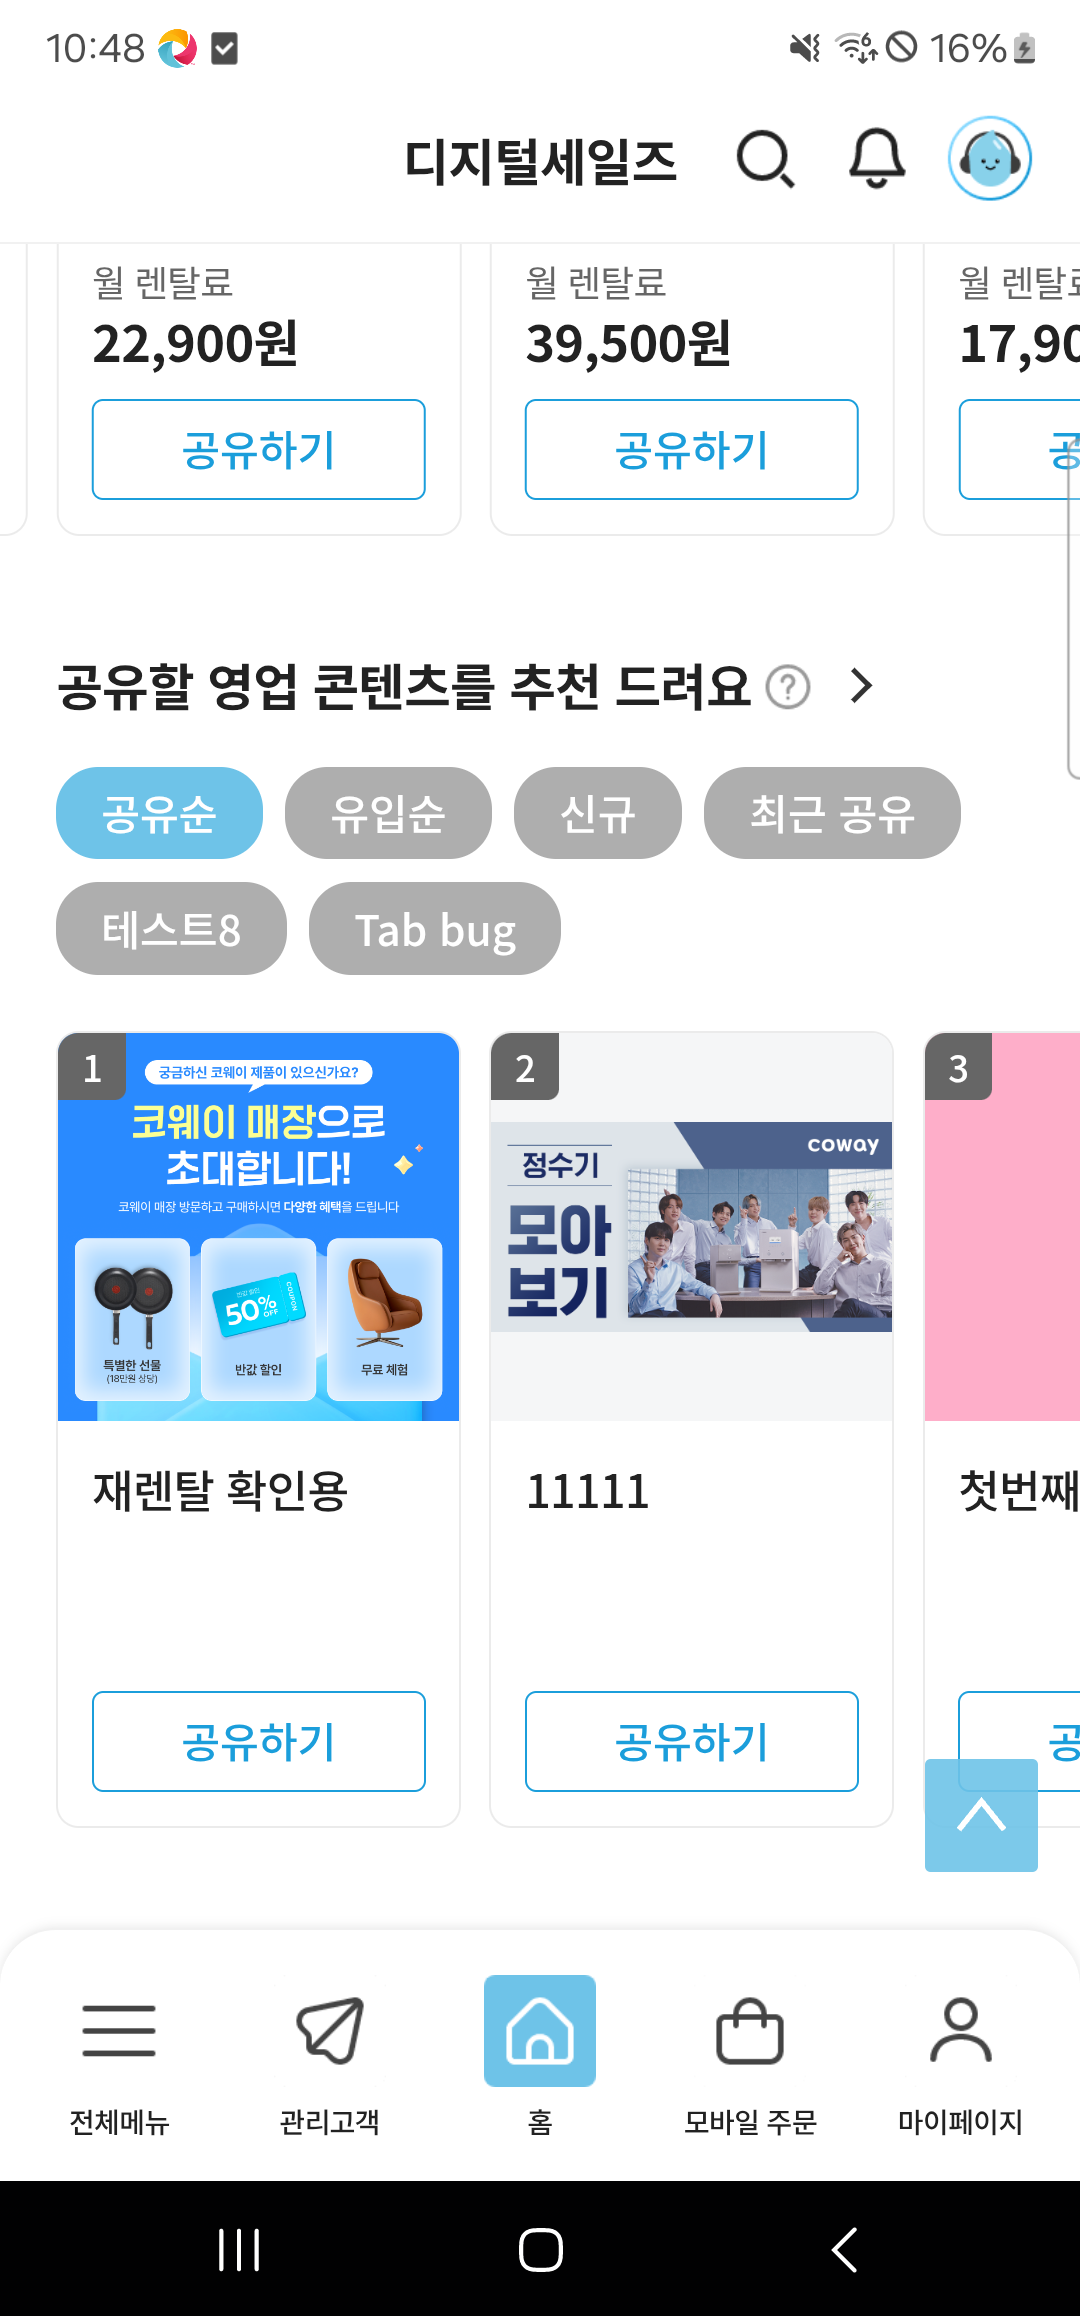 10:48
16%
디지털세일즈
월 렌탈료
22,900원
공유하기
월 렌탈료
39,500원
공유하기
월 렌탈료
17,90
공
공유할 영업 콘텐츠를 추천 드려요 ?
공유순
유입순
신규
최근 공유
테스트8
Tab bug
1
궁금하신 코웨이 제품이 있으신가요?
코웨이 매장으로
초대합니다!
코웨이 매장 방문하고 구매하시면 다양한 혜택을 드립니다
특별한 선물
(18만원 상당)
반값 할인
50% OFF
COUPON
반값 할인
무료 체험
재렌탈 확인용
공유하기
2
coway
정수기
모아
보기
11111
공유하기
3
첫번째
공
전체메뉴
관리고객
홈
모바일 주문
마이페이지